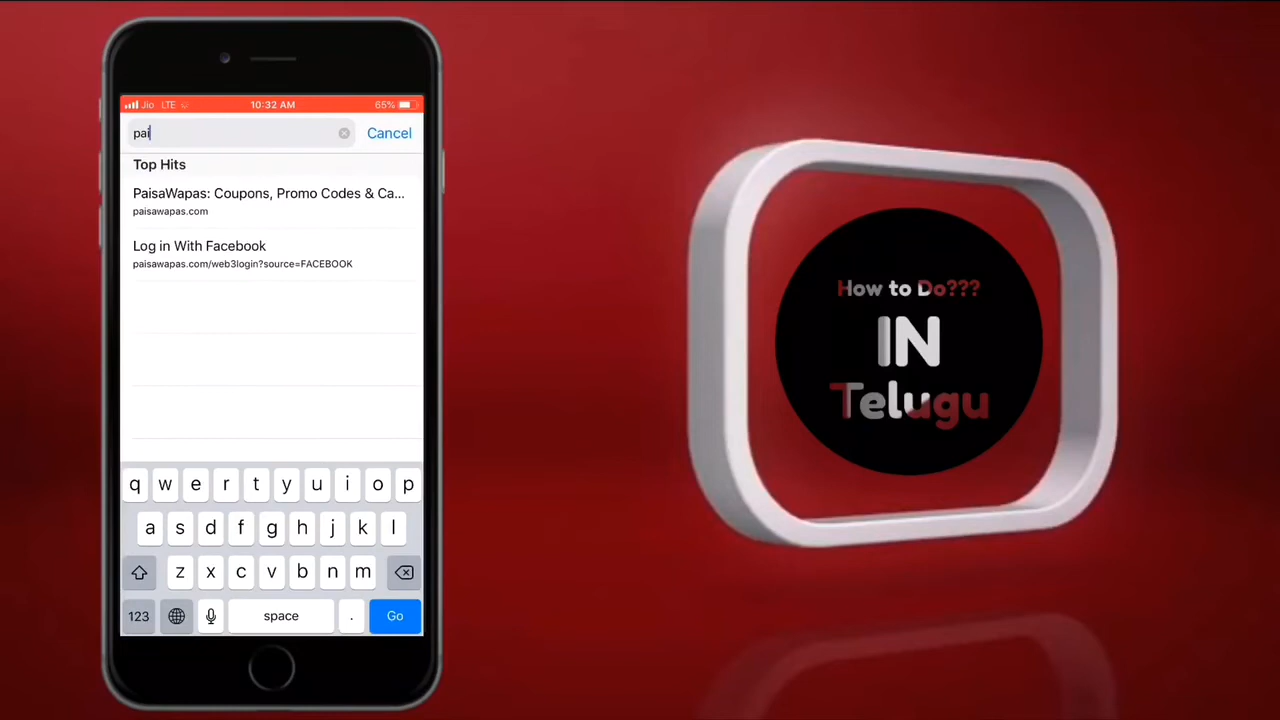 Jio LTE 10:32 AM 65%
pai Cancel
Top Hits
PaisaWapas: Coupons, Promo Codes & Ca...
paisawapas.com
Log in With Facebook
paisawapas.com/web3login?source=FACEBOOK
q w e r t y u i o p
a s d f g h j k l
z x c v b n m
123 space . Go
How to Do???
IN
Telugu